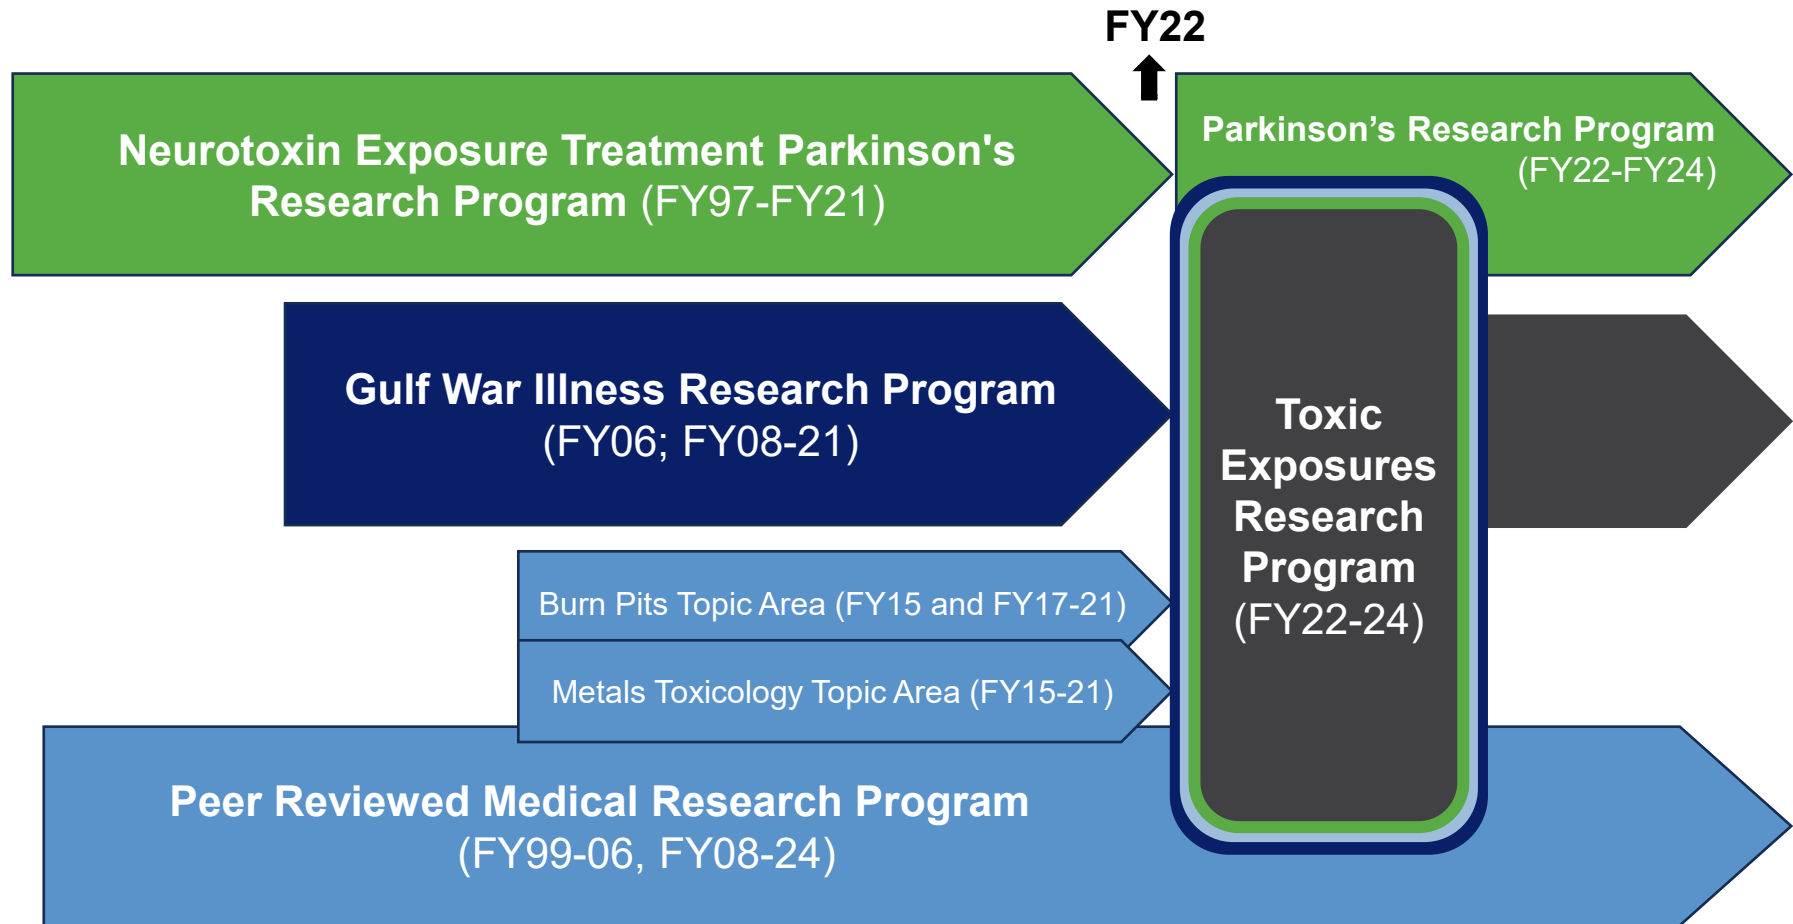 FY22
Neurotoxin Exposure Treatment Parkinson's
Research Program (FY97-FY21)
Parkinson’s Research Program
(FY22-FY24)
Gulf War Illness Research Program
(FY06; FY08-21)
Toxic
Exposures
Research
Program
(FY22-24)
Burn Pits Topic Area (FY15 and FY17-21)
Metals Toxicology Topic Area (FY15-21)
Peer Reviewed Medical Research Program
(FY99-06, FY08-24)